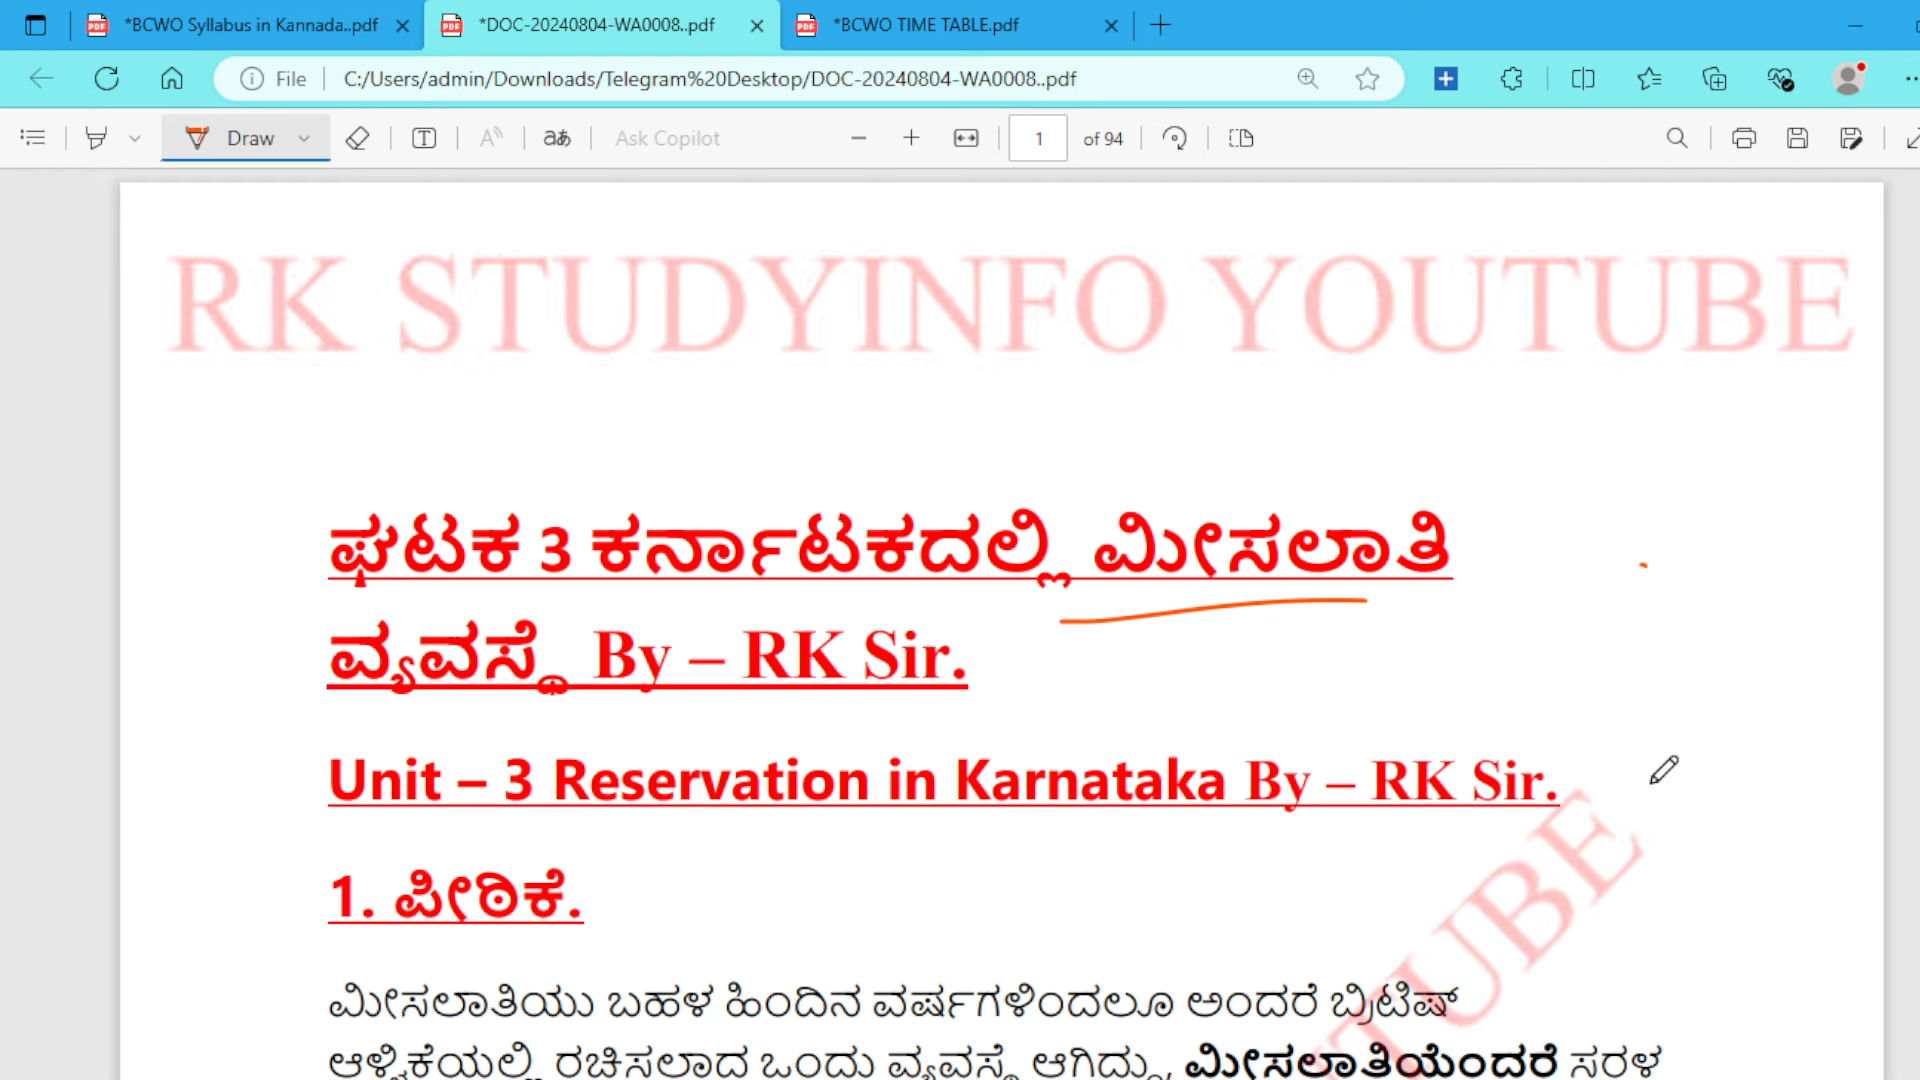 *BCWO Syllabus in Kannada..pdf
*DOC-20240804-WA0008..pdf
*BCWO TIME TABLE.pdf
File
C:/Users/admin/Downloads/Telegram%20Desktop/DOC-20240804-WA0008..pdf
Draw
Ask Copilot
1 of 94
RK STUDYINFO YOUTUBE
ಘಟಕ 3 ಕರ್ನಾಟಕದಲ್ಲಿ ಮೀಸಲಾತಿ
ವ್ಯವಸ್ಥೆ By – RK Sir.
Unit – 3 Reservation in Karnataka By – RK Sir.
1. ಪೀಠಿಕೆ.
ಮೀಸಲಾತಿಯು ಬಹಳ ಹಿಂದಿನ ವರ್ಷಗಳಿಂದಲೂ ಅಂದರೆ ಬ್ರಿಟಿಷ್
ಆಳ್ವಿಕೆಯಲ್ಲಿ ರಚಿಸಲಾದ ಒಂದು ವ್ಯವಸ್ಥೆ ಆಗಿದ್ದು, ಮೀಸಲಾತಿಯೆಂದರೆ ಸರಳ